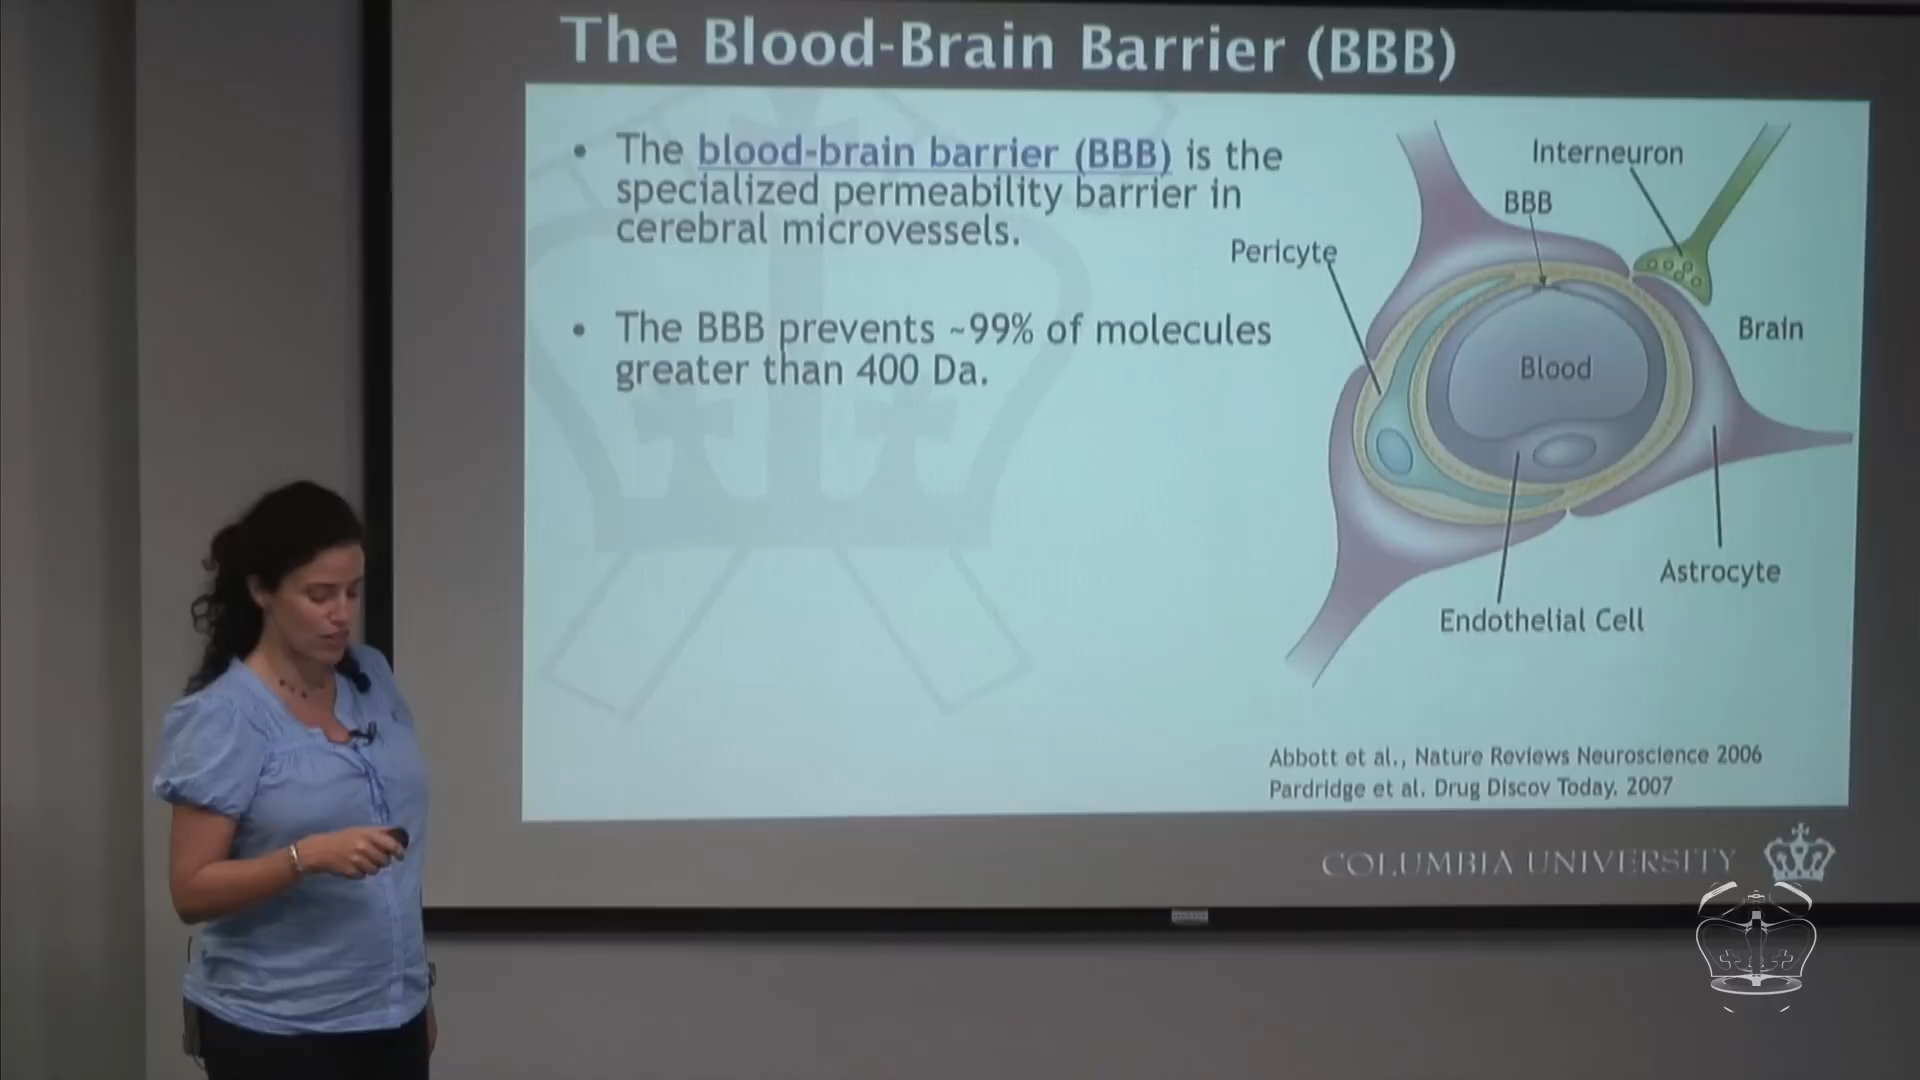 The Blood-Brain Barrier (BBB)
• The blood-brain barrier (BBB) is the
specialized permeability barrier in
cerebral microvessels.
• The BBB prevents ~99% of molecules
greater than 400 Da.
Interneuron
BBB
Pericyte
Brain
Blood
Astrocyte
Endothelial Cell
Abbott et al., Nature Reviews Neuroscience 2006
Pardridge et al. Drug Discov Today. 2007
COLUMBIA UNIVERSITY